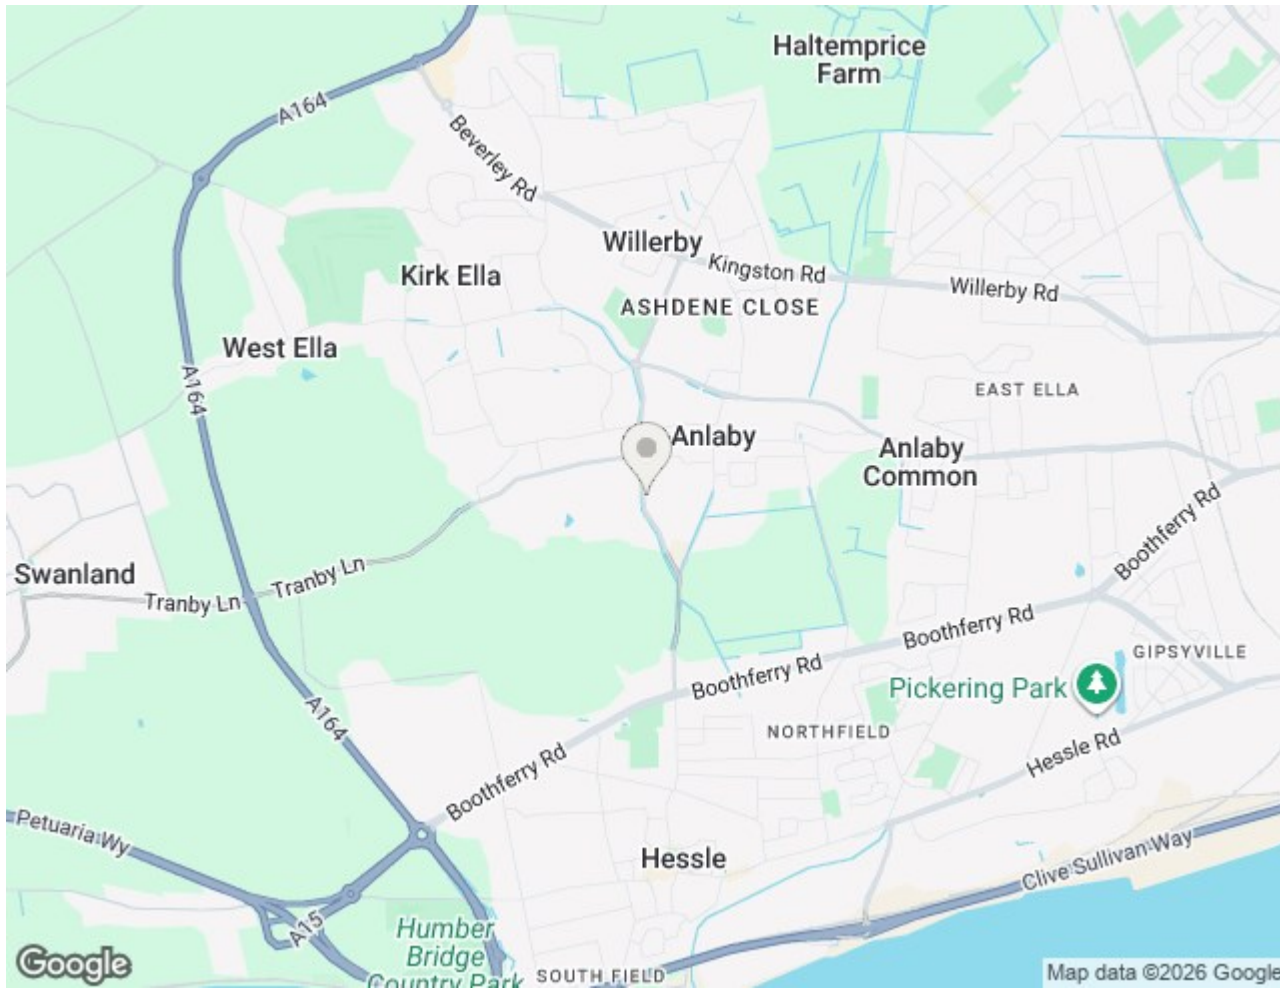 Haltemprice
Farm
A164
Beverley Rd
Willerby
Kingston Rd
Kirk Ella
Willerby Rd
ASHDENE CLOSE
West Ella
A164
EAST ELLA
Anlaby
Anlaby
Common
Boothferry Rd
Swanland
Tranby Ln
Tranby Ln
Boothferry Rd
GIPSYVILLE
Boothferry Rd
Pickering Park
A164
NORTHFIELD
Hessle Rd
Boothferry Rd
Petuaria Wy
Hessle
Clive Sullivan Way
A15
Humber
Bridge
Country Park
SOUTH FIELD
Google
Map data ©2026 Google